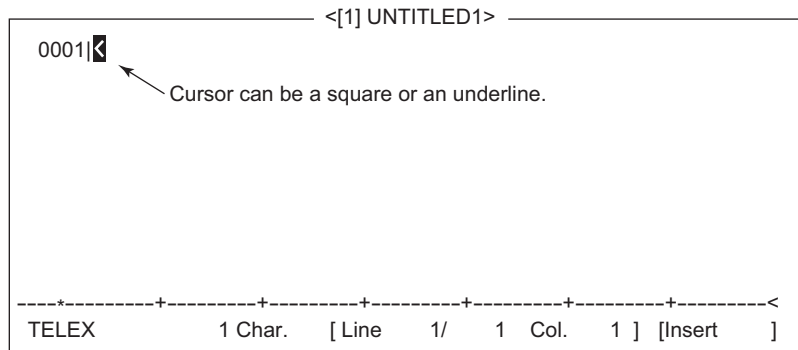 <[1] UNTITLED1>
0001|<
Cursor can be a square or an underline.
----*---------+---------+---------+---------+---------+---------+---------<
TELEX 1 Char. [ Line 1/ 1 Col. 1 ] [Insert ]